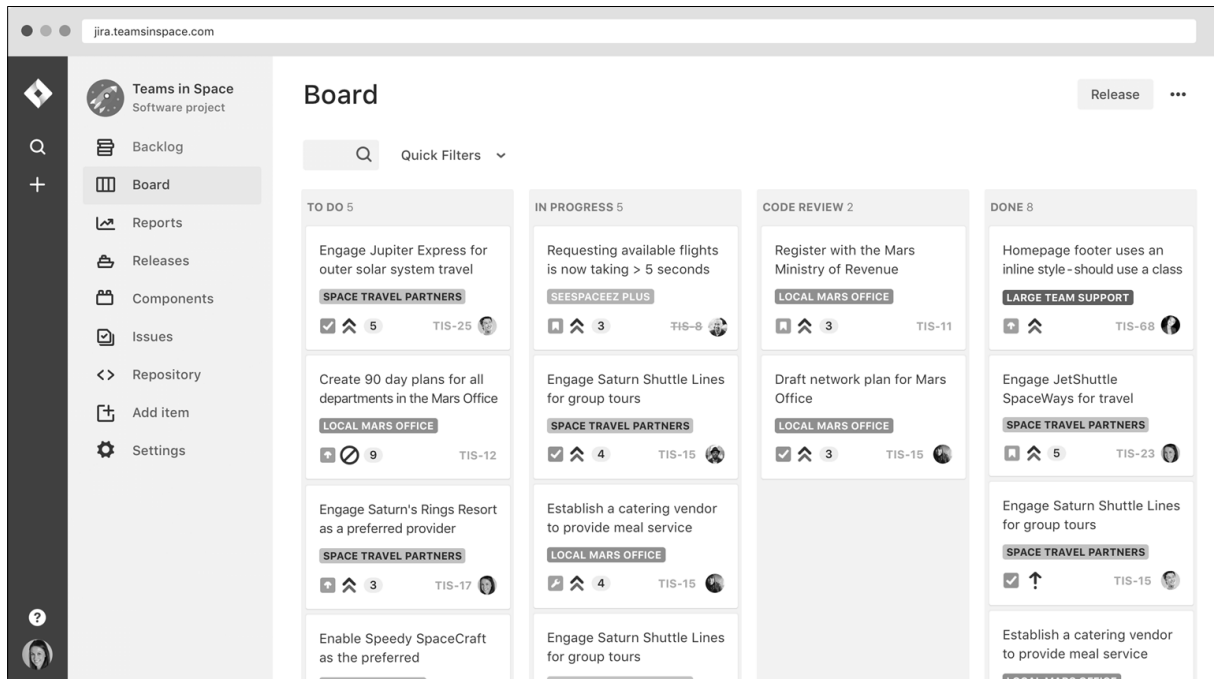 jira.teamsinspace.com
Teams in Space
Software project
Backlog
Board
Reports
Releases
Components
Issues
Repository
Add item
Settings
?
Board
Release
Quick Filters
TO DO 5
Engage Jupiter Express for
outer solar system travel
SPACE TRAVEL PARTNERS
5 TIS-25
Create 90 day plans for all
departments in the Mars Office
LOCAL MARS OFFICE
9 TIS-12
Engage Saturn's Rings Resort
as a preferred provider
SPACE TRAVEL PARTNERS
3 TIS-17
Enable Speedy SpaceCraft
as the preferred
IN PROGRESS 5
Requesting available flights
is now taking > 5 seconds
SEESPACEEZ PLUS
3 TIS-8
Engage Saturn Shuttle Lines
for group tours
SPACE TRAVEL PARTNERS
4 TIS-15
Establish a catering vendor
to provide meal service
LOCAL MARS OFFICE
4 TIS-15
Engage Saturn Shuttle Lines
for group tours
CODE REVIEW 2
Register with the Mars
Ministry of Revenue
LOCAL MARS OFFICE
3 TIS-11
Draft network plan for Mars
Office
LOCAL MARS OFFICE
3 TIS-15
DONE 8
Homepage footer uses an
inline style-should use a class
LARGE TEAM SUPPORT
TIS-68
Engage JetShuttle
SpaceWays for travel
SPACE TRAVEL PARTNERS
5 TIS-23
Engage Saturn Shuttle Lines
for group tours
SPACE TRAVEL PARTNERS
TIS-15
Establish a catering vendor
to provide meal service